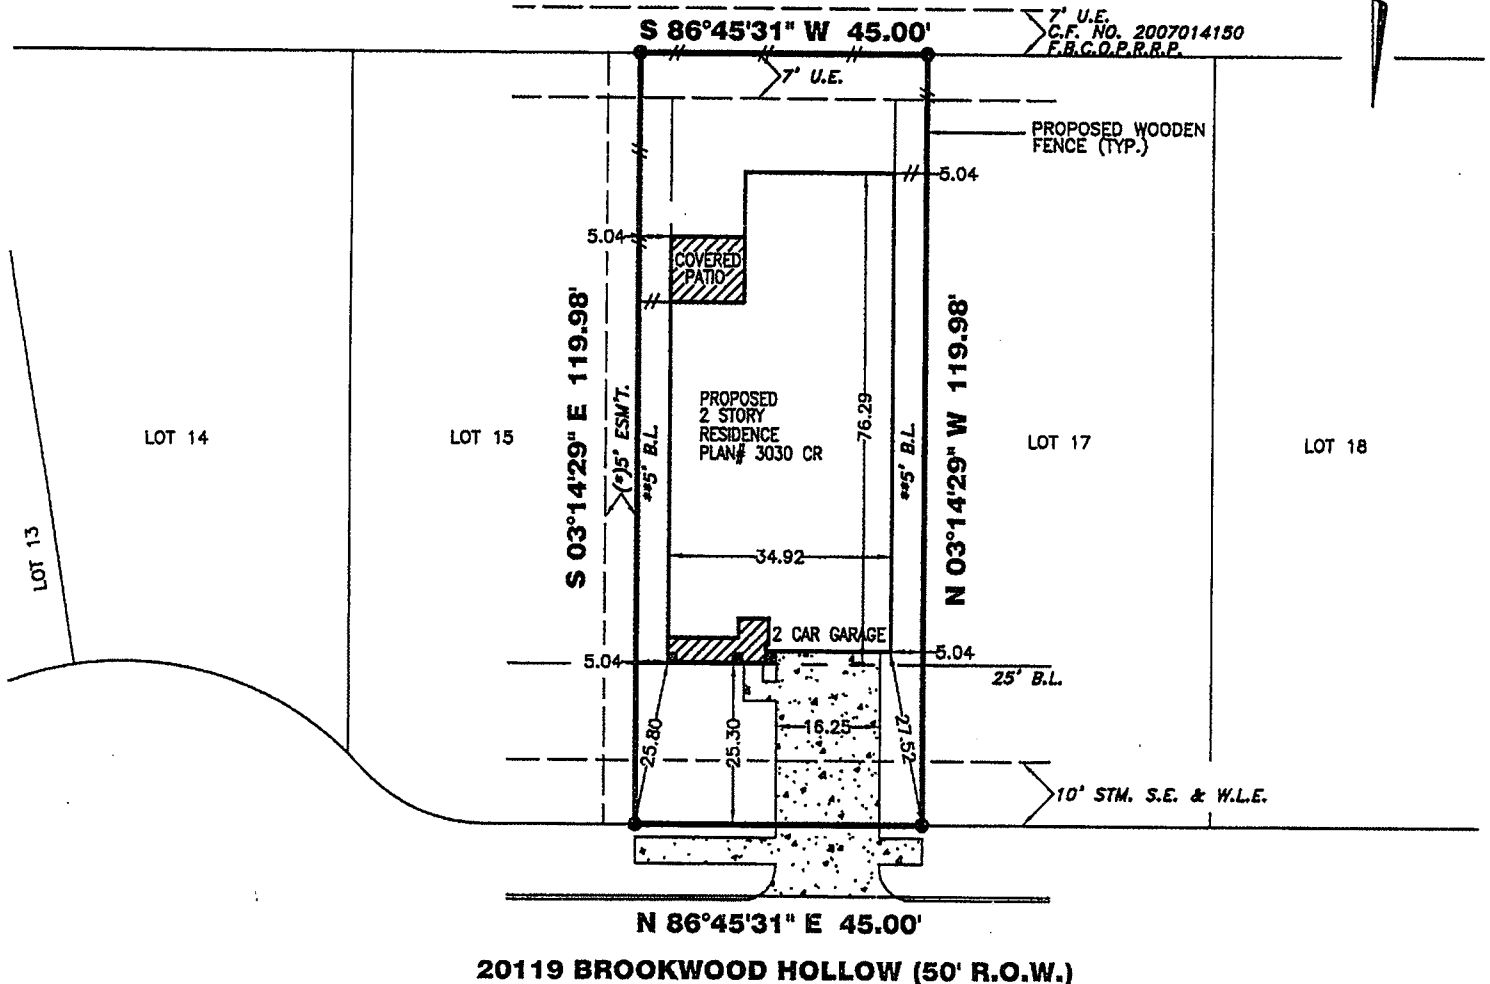 S 86°45'31" W 45.00'
7' U.E.
C.F. NO. 2007014150
F.B.C.O.P.R.R.P.
7' U.E.
PROPOSED WOODEN
FENCE (TYP.)
5.04
5.04
COVERED
PATIO
S 03°14'29" E 119.98'
(*)5' ESM'T.
**5' B.L.
PROPOSED
2 STORY
RESIDENCE
PLAN# 3030 CR
76.29
**5' B.L.
N 03°14'29" W 119.98'
LOT 14
LOT 15
LOT 17
LOT 18
LOT 13
34.92
2 CAR GARAGE
5.04
5.04
25' B.L.
25.80
25.30
16.25
27.52
10' STM. S.E. & W.L.E.
N 86°45'31" E 45.00'
20119 BROOKWOOD HOLLOW (50' R.O.W.)